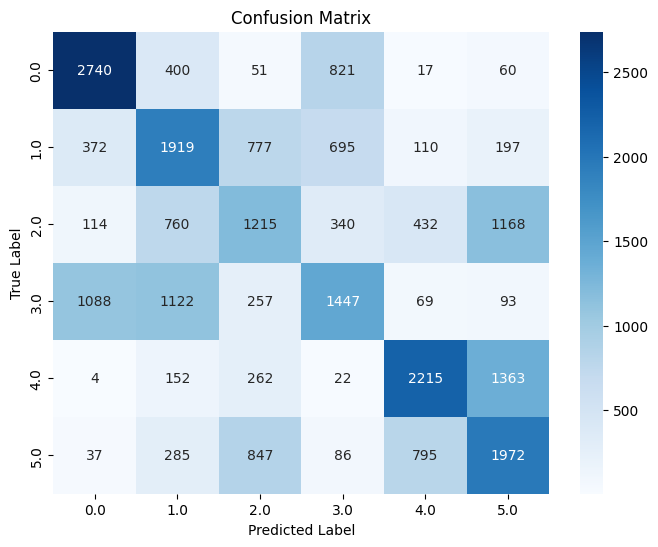 Confusion Matrix
0.0 2740 400 51 821 17 60
1.0 372 1919 777 695 110 197
2.0 114 760 1215 340 432 1168
3.0 1088 1122 257 1447 69 93
4.0 4 152 262 22 2215 1363
5.0 37 285 847 86 795 1972
0.0 1.0 2.0 3.0 4.0 5.0
Predicted Label
True Label
2500
2000
1500
1000
500